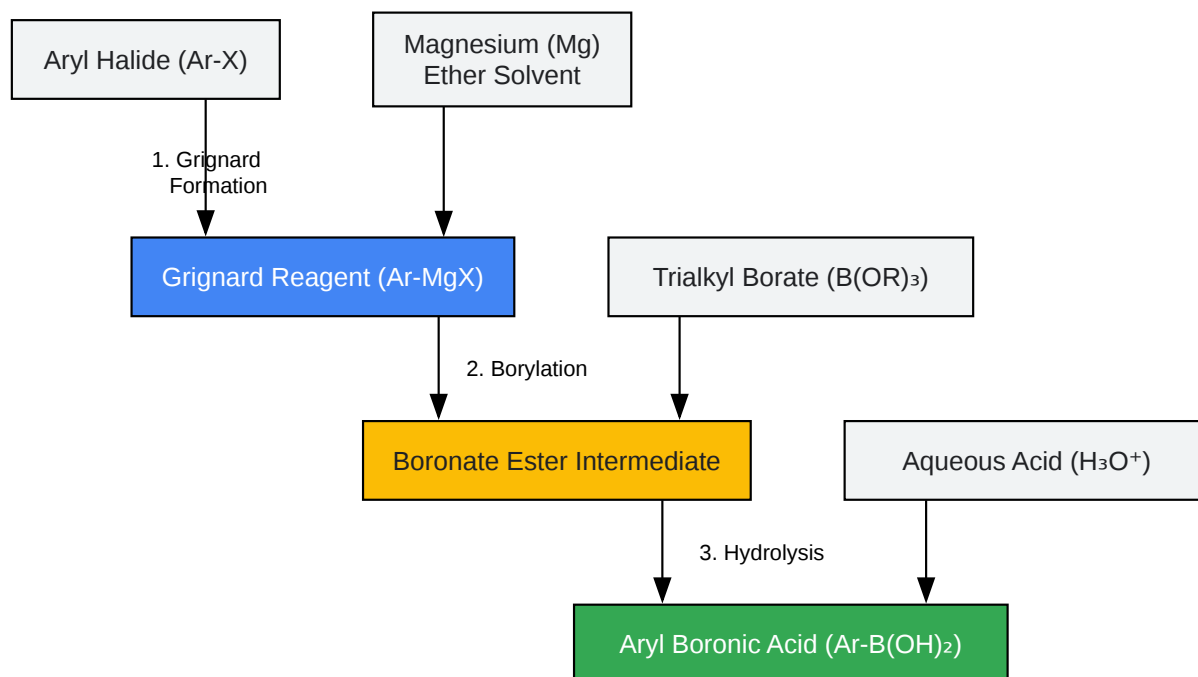 Aryl Halide (Ar-X)
Magnesium (Mg)
Ether Solvent
1. Grignard
Formation
Grignard Reagent (Ar-MgX)
Trialkyl Borate (B(OR)₃)
2. Borylation
Boronate Ester Intermediate
Aqueous Acid (H₃O⁺)
3. Hydrolysis
Aryl Boronic Acid (Ar-B(OH)₂)